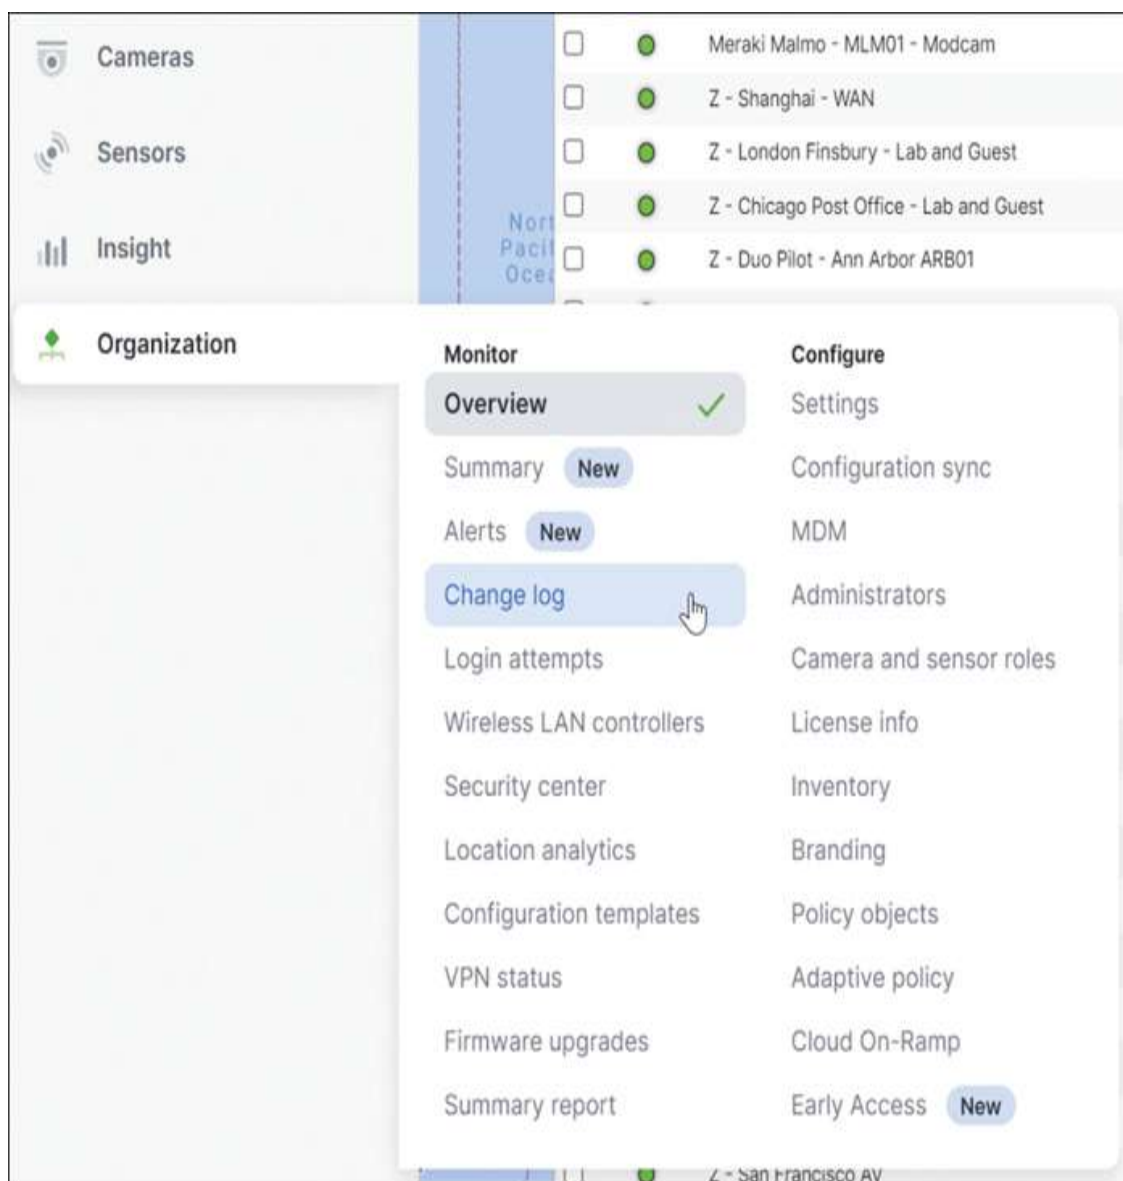 Cameras
Sensors
Insight
Organization
Meraki Malmo - MLM01 - Modcam
Z - Shanghai - WAN
Z - London Finsbury - Lab and Guest
Z - Chicago Post Office - Lab and Guest
Z - Duo Pilot - Ann Arbor ARB01
Monitor
Overview
Summary New
Alerts New
Change log
Login attempts
Wireless LAN controllers
Security center
Location analytics
Configuration templates
VPN status
Firmware upgrades
Summary report
Configure
Settings
Configuration sync
MDM
Administrators
Camera and sensor roles
License info
Inventory
Branding
Policy objects
Adaptive policy
Cloud On-Ramp
Early Access New
Z - San Francisco AV